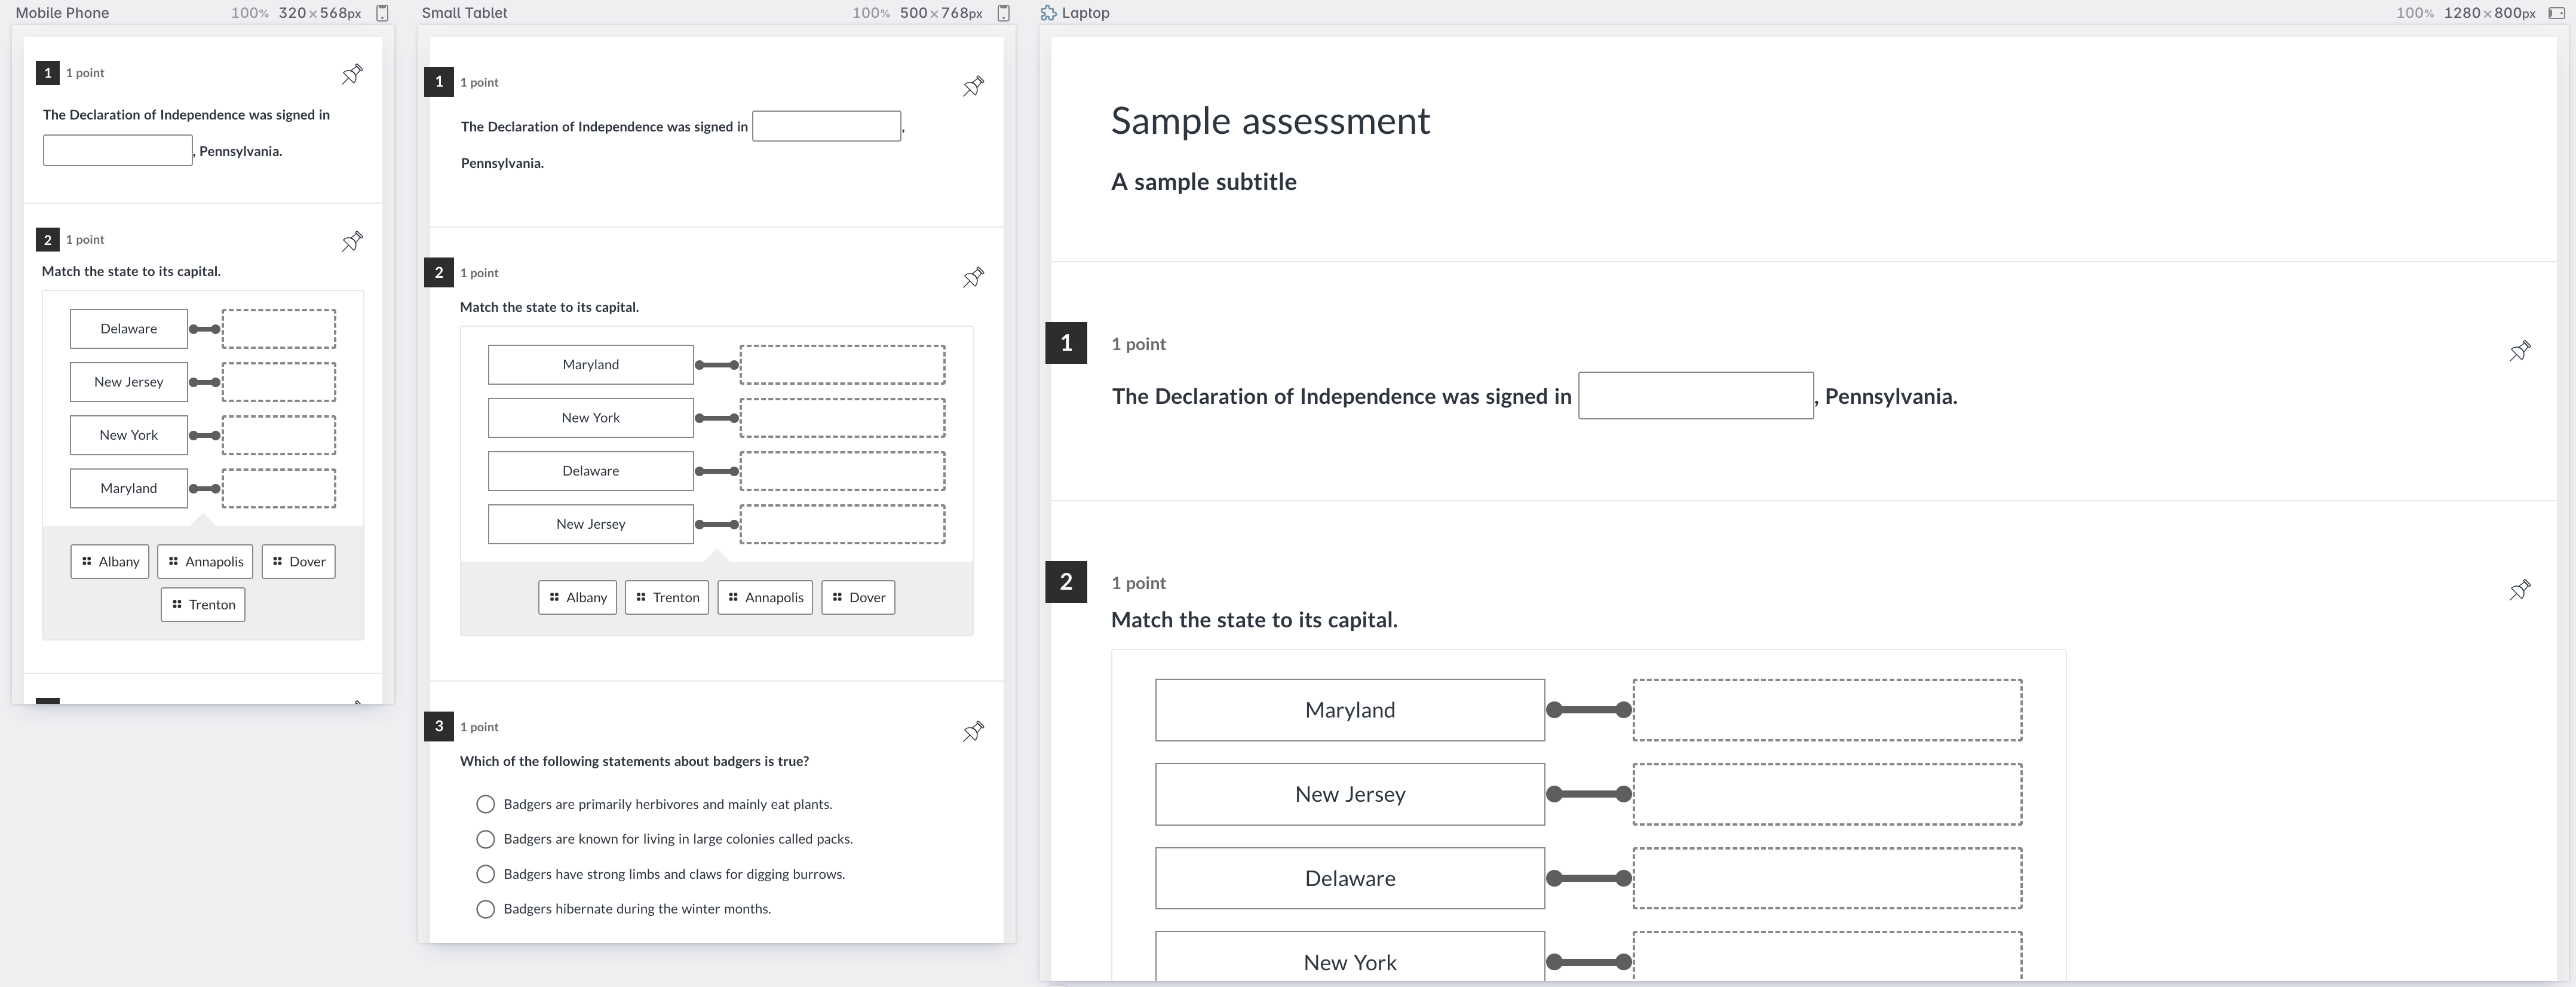 Mobile Phone 100% 320×568px
1 1 point
The Declaration of Independence was signed in
, Pennsylvania.
2 1 point
Match the state to its capital.
Delaware
New Jersey
New York
Maryland
Albany Annapolis Dover
Trenton
Small Tablet 100% 500×768px
1 1 point
The Declaration of Independence was signed in ,
Pennsylvania.
2 1 point
Match the state to its capital.
Maryland
New York
Delaware
New Jersey
Albany Trenton Annapolis Dover
3 1 point
Which of the following statements about badgers is true?
Badgers are primarily herbivores and mainly eat plants.
Badgers are known for living in large colonies called packs.
Badgers have strong limbs and claws for digging burrows.
Badgers hibernate during the winter months.
Laptop 100% 1280×800px
Sample assessment
A sample subtitle
1 1 point
The Declaration of Independence was signed in , Pennsylvania.
2 1 point
Match the state to its capital.
Maryland
New Jersey
Delaware
New York